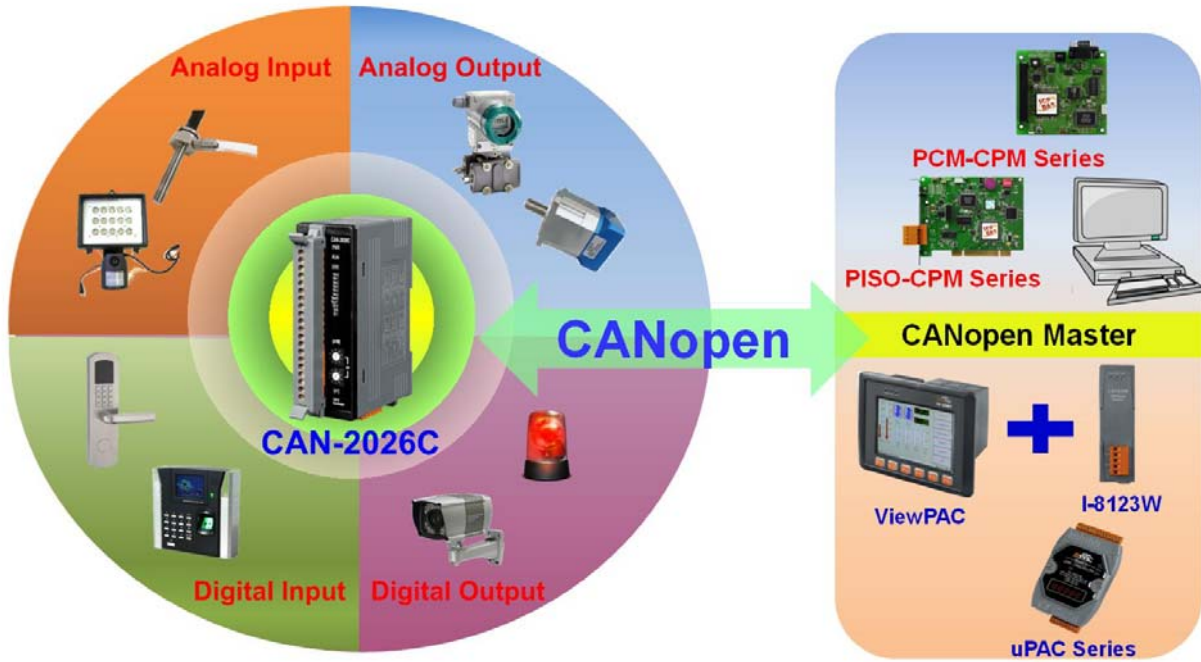 Analog Input
Analog Output
CAN-2026C
Digital Input
Digital Output
CANopen
PCM-CPM Series
PISO-CPM Series
CANopen Master
ViewPAC
I-8123W
uPAC Series